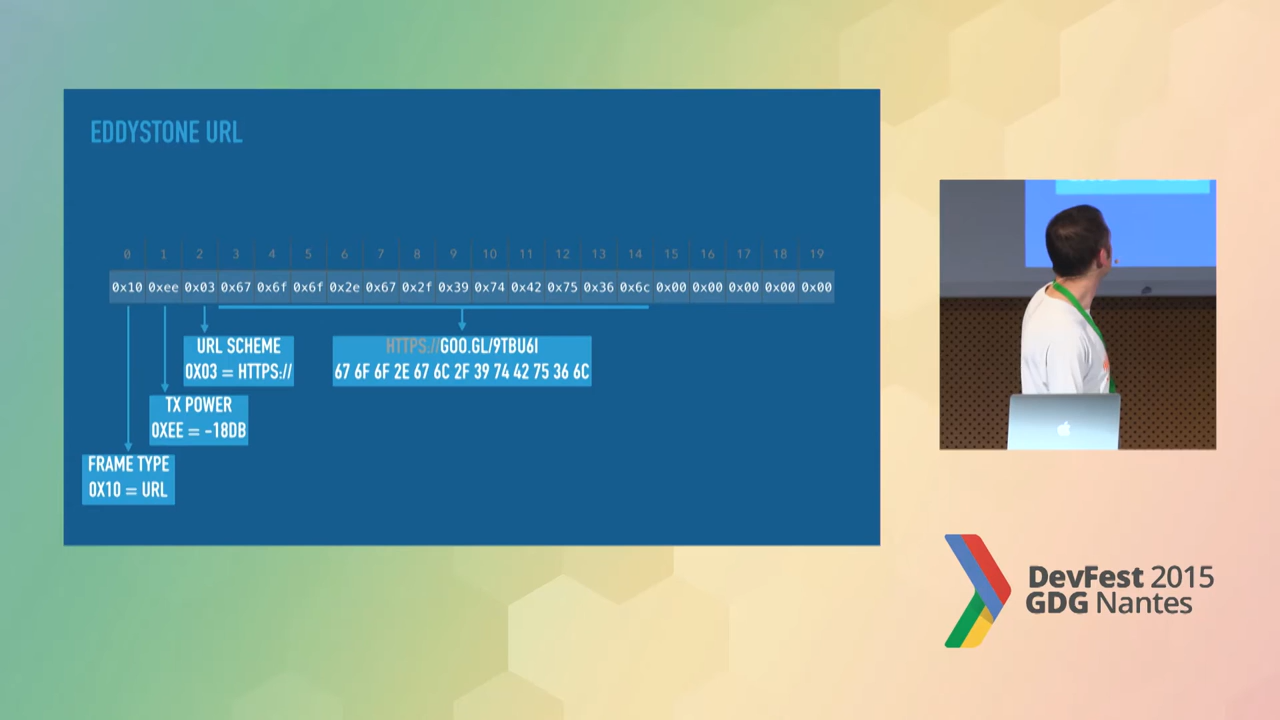 EDDYSTONE URL
0 1 2 3 4 5 6 7 8 9 10 11 12 13 14 15 16 17 18 19
0x10 0xee 0x03 0x67 0x6f 0x6f 0x2e 0x67 0x2f 0x39 0x74 0x42 0x75 0x36 0x6c 0x00 0x00 0x00 0x00 0x00
URL SCHEME
0X03 = HTTPS://
HTTPS://GOO.GL/9TBU6I
67 6F 6F 2E 67 6C 2F 39 74 42 75 36 6C
TX POWER
0XEE = -18DB
FRAME TYPE
0X10 = URL
DevFest 2015
GDG Nantes